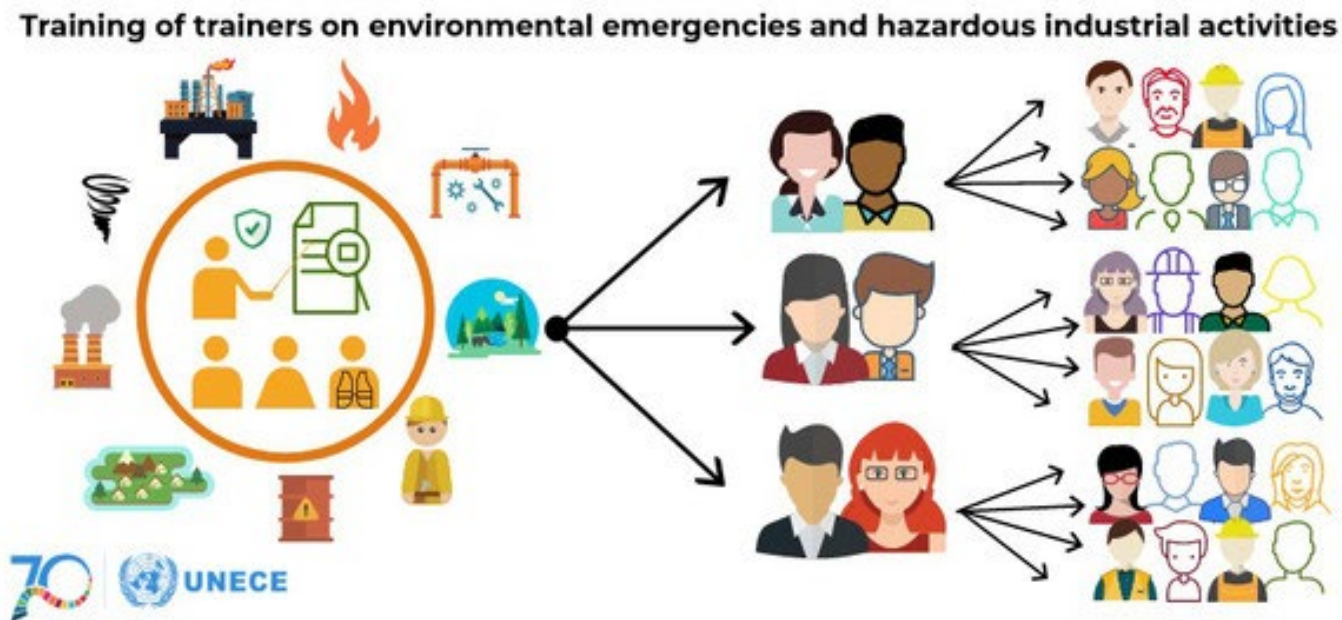 Training of trainers on environmental emergencies and hazardous industrial activities
70
UNECE